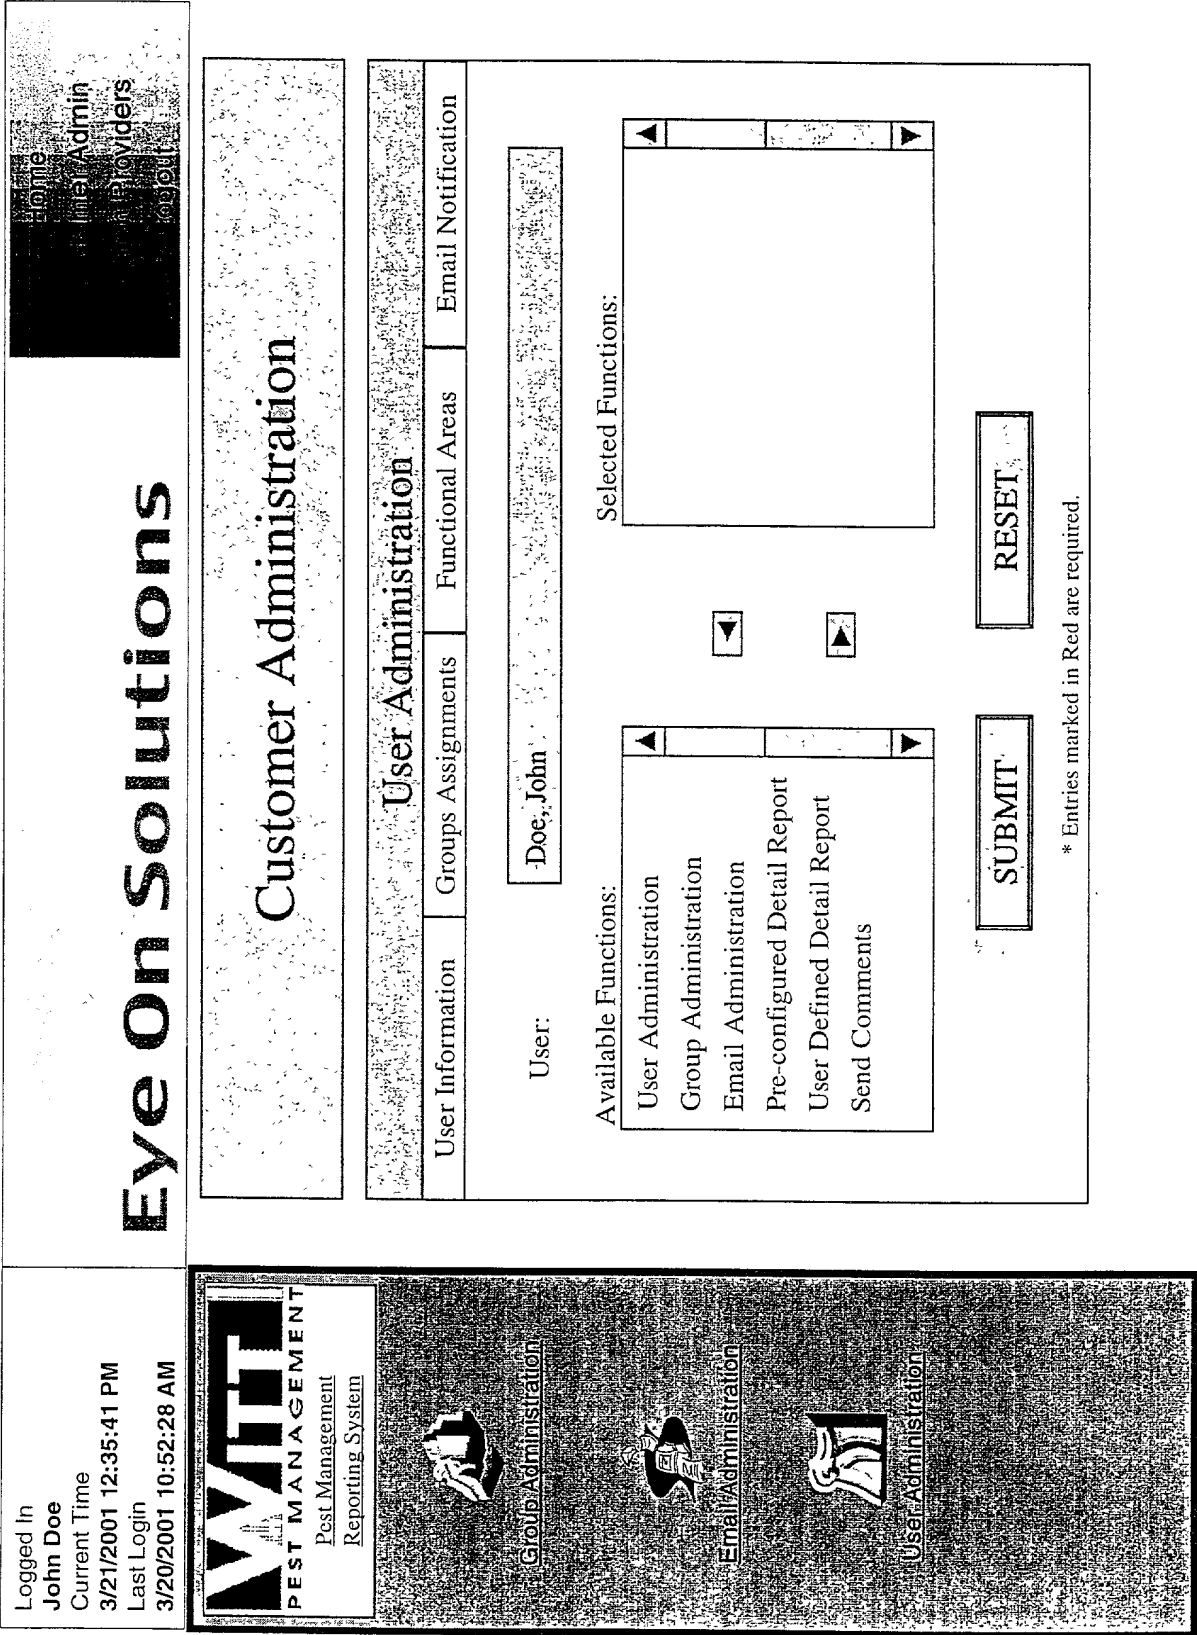 Logged In
John Doe
Current Time
3/21/2001 12:35:41 PM
Last Login
3/20/2001 10:52:28 AM
Eye On Solutions
Home
Admin
Providers
WITT
PEST MANAGEMENT
Pest Management
Reporting System
Group Administration
Email Administration
User Administration
Customer Administration
User Administration
User Information
Groups Assignments
Functional Areas
Email Notification
User:
Doe, John
Available Functions:
User Administration
Group Administration
Email Administration
Pre-configured Detail Report
User Defined Detail Report
Send Comments
Selected Functions:
SUBMIT
RESET
* Entries marked in Red are required.